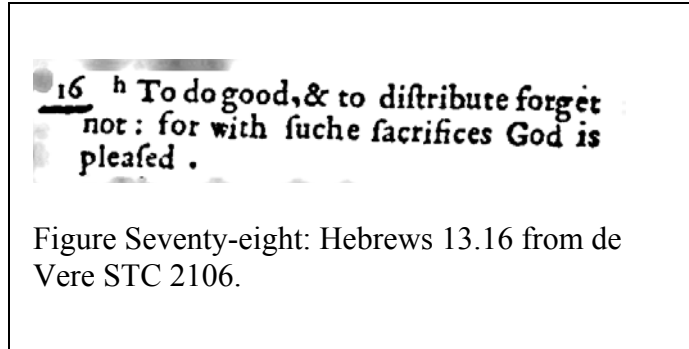 16 h To do good, & to diſtribute forget
not : for with ſuche ſacrifices God is
pleaſed .
Figure Seventy-eight: Hebrews 13.16 from de
Vere STC 2106.